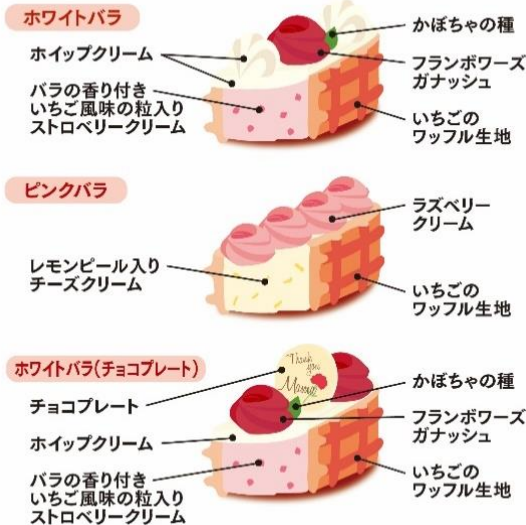 ホワイトバラ
ホイップクリーム
バラの香り付き
いちご風味の粒入り
ストロベリークリーム
かぼちゃの種
フランボワーズ
ガナッシュ
いちごの
ワッフル生地
ピンクバラ
レモンピール入り
チーズクリーム
ラズベリー
クリーム
いちごの
ワッフル生地
ホワイトバラ(チョコプレート)
チョコプレート
ホイップクリーム
バラの香り付き
いちご風味の粒入り
ストロベリークリーム
Thank
you
かぼちゃの種
フランボワーズ
ガナッシュ
いちごの
ワッフル生地